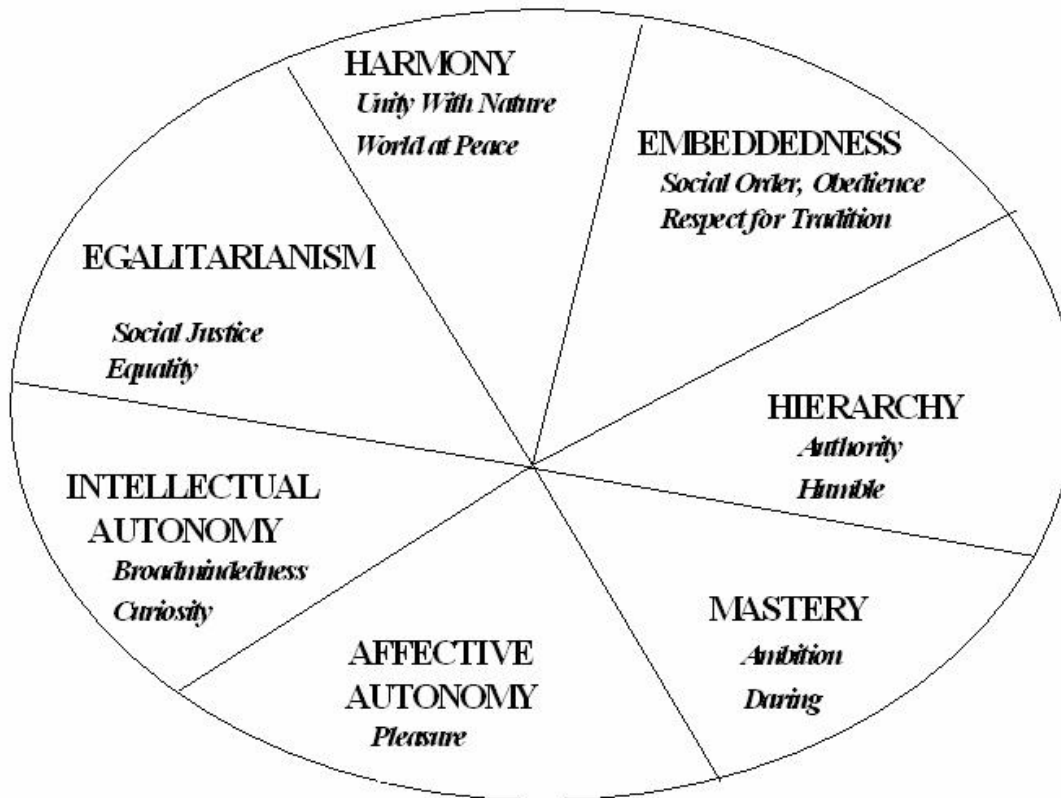 HARMONY
Unity With Nature
World at Peace
EMBEDDEDNESS
Social Order, Obedience
Respect for Tradition
EGALITARIANISM
Social Justice
Equality
HIERARCHY
Authority
Humble
INTELLECTUAL
AUTONOMY
Broadmindedness
Curiosity
MASTERY
Ambition
Daring
AFFECTIVE
AUTONOMY
Pleasure